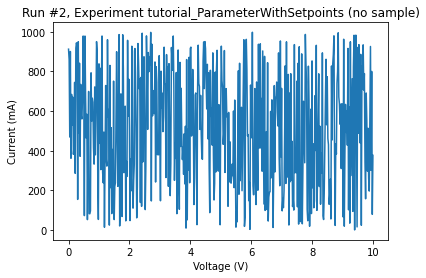 Run #2, Experiment tutorial_ParameterWithSetpoints (no sample)
1000
800
600
400
200
0
Current (mA)
0 2 4 6 8 10
Voltage (V)